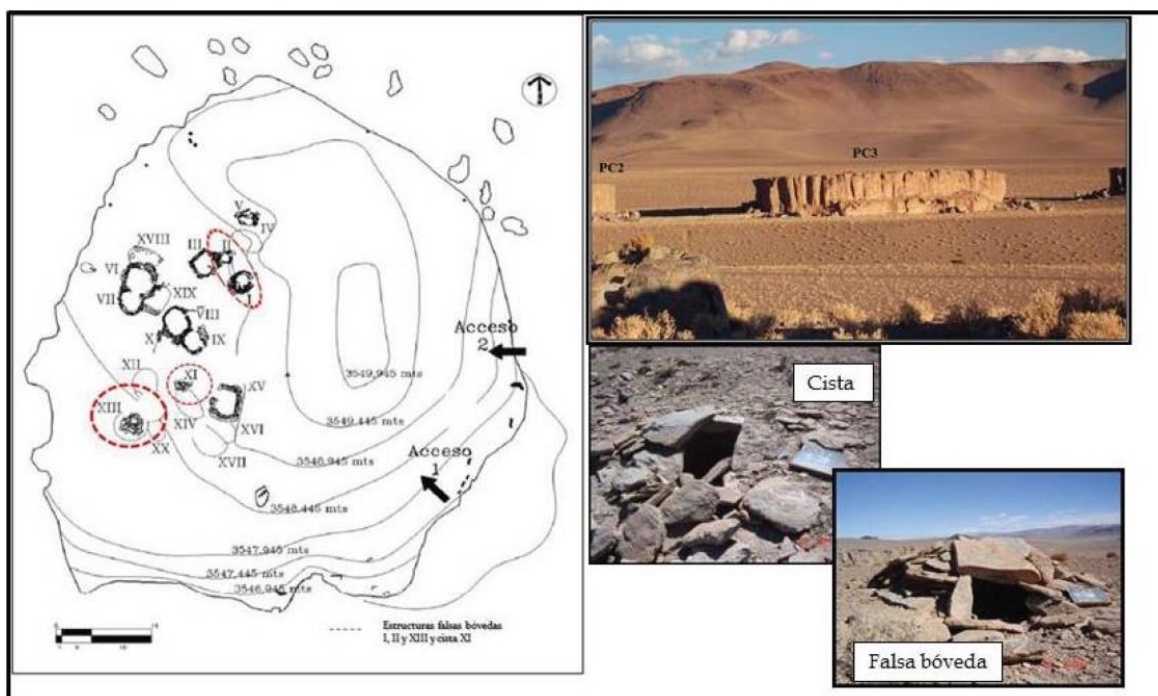 V
IV
XVIII
III
II
VI
I
VII
XIX
VIII
X
IX
Acceso
2
XII
XI
3549.945 mts
XV
XIII
XIV
3549.445 mts
XVI
XX
XVII
3548.945 mts
Acceso
1
3548.445 mts
3547.945 mts
3547.445 mts
3546.945 mts
Estructuras falsas bóvedas
I, II y XIII y cista XI
PC2
PC3
Cista
Falsa bóveda